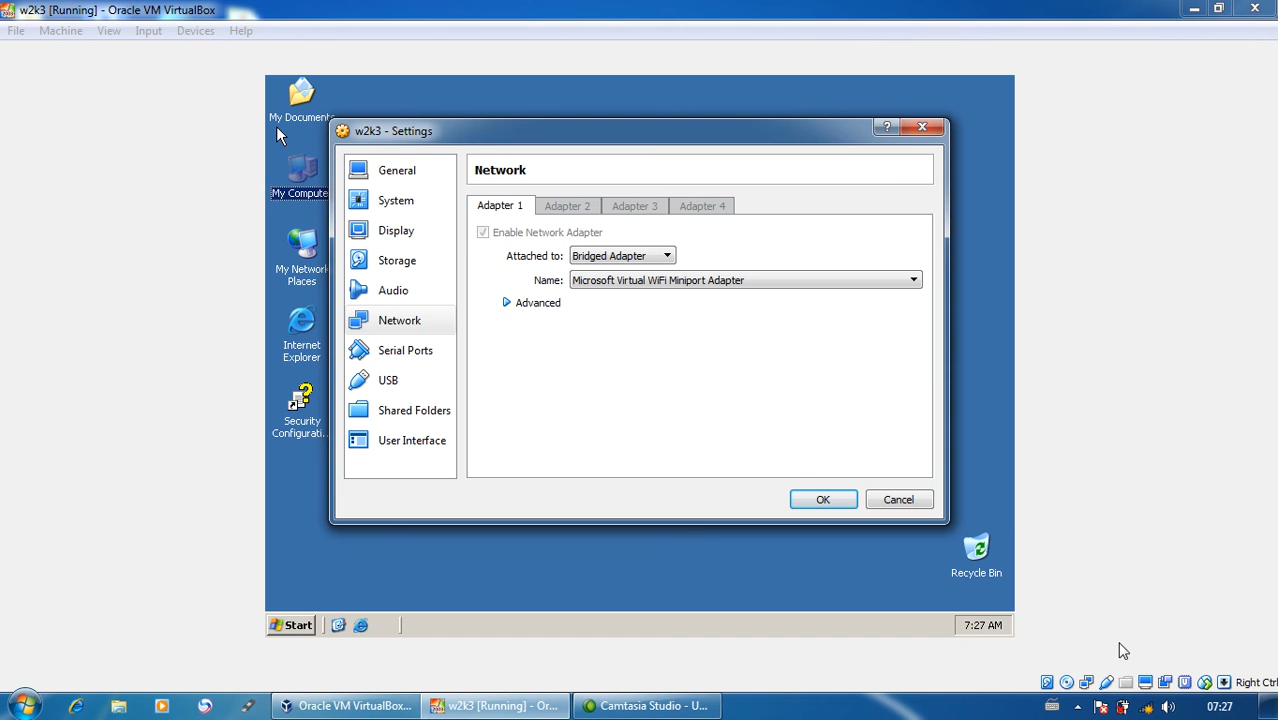 w2k3 [Running] - Oracle VM VirtualBox
File Machine View Input Devices Help
My Documents
w2k3 - Settings
?
General
Network
My Compute
System
Adapter 1 Adapter 2 Adapter 3 Adapter 4
Display
Enable Network Adapter
Storage
Attached to: Bridged Adapter
My Network
Places
Name: Microsoft Virtual WiFi Miniport Adapter
Audio
Advanced
Network
Internet
Explorer
Serial Ports
USB
Shared Folders
Security
Configurati...
User Interface
OK Cancel
Recycle Bin
Start
7:27 AM
Right Ctrl
Oracle VM VirtualBox...
w2k3 [Running] - Or...
Camtasia Studio - U...
07:27